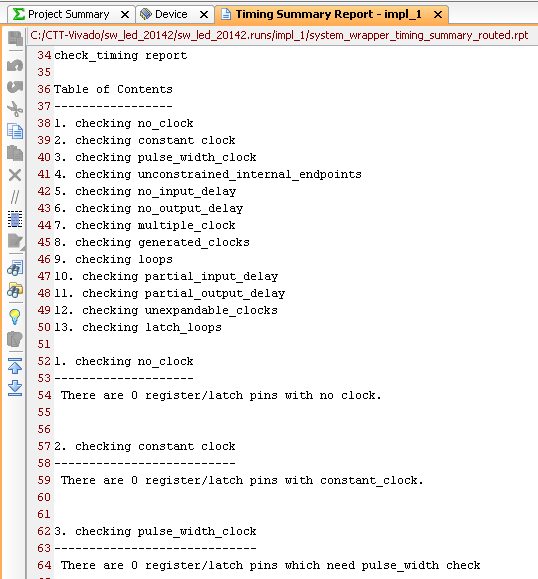 Project Summary Device Timing Summary Report - impl_1
C:/CTT-Vivado/sw_led_20142/sw_led_20142.runs/impl_1/system_wrapper_timing_summary_routed.rpt
34 check_timing report
35
36 Table of Contents
37 -----------------
38 1. checking no_clock
39 2. checking constant clock
40 3. checking pulse_width_clock
41 4. checking unconstrained_internal_endpoints
42 5. checking no_input_delay
43 6. checking no_output_delay
44 7. checking multiple_clock
45 8. checking generated_clocks
46 9. checking loops
47 10. checking partial_input_delay
48 11. checking partial_output_delay
49 12. checking unexpandable_clocks
50 13. checking latch_loops
51
52 1. checking no_clock
53 --------------------
54 There are 0 register/latch pins with no clock.
55
56
57 2. checking constant clock
58 --------------------------
59 There are 0 register/latch pins with constant_clock.
60
61
62 3. checking pulse_width_clock
63 -----------------------------
64 There are 0 register/latch pins which need pulse_width check